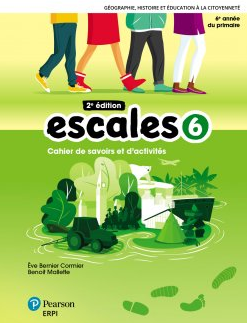 GÉOGRAPHIE, HISTOIRE ET ÉDUCATION À LA CITOYENNETÉ
6e année
du primaire
2e édition
escales 6
Cahier de savoirs et d'activités
Ève Bernier Cormier
Benoit Mallette
Pearson
ERPI